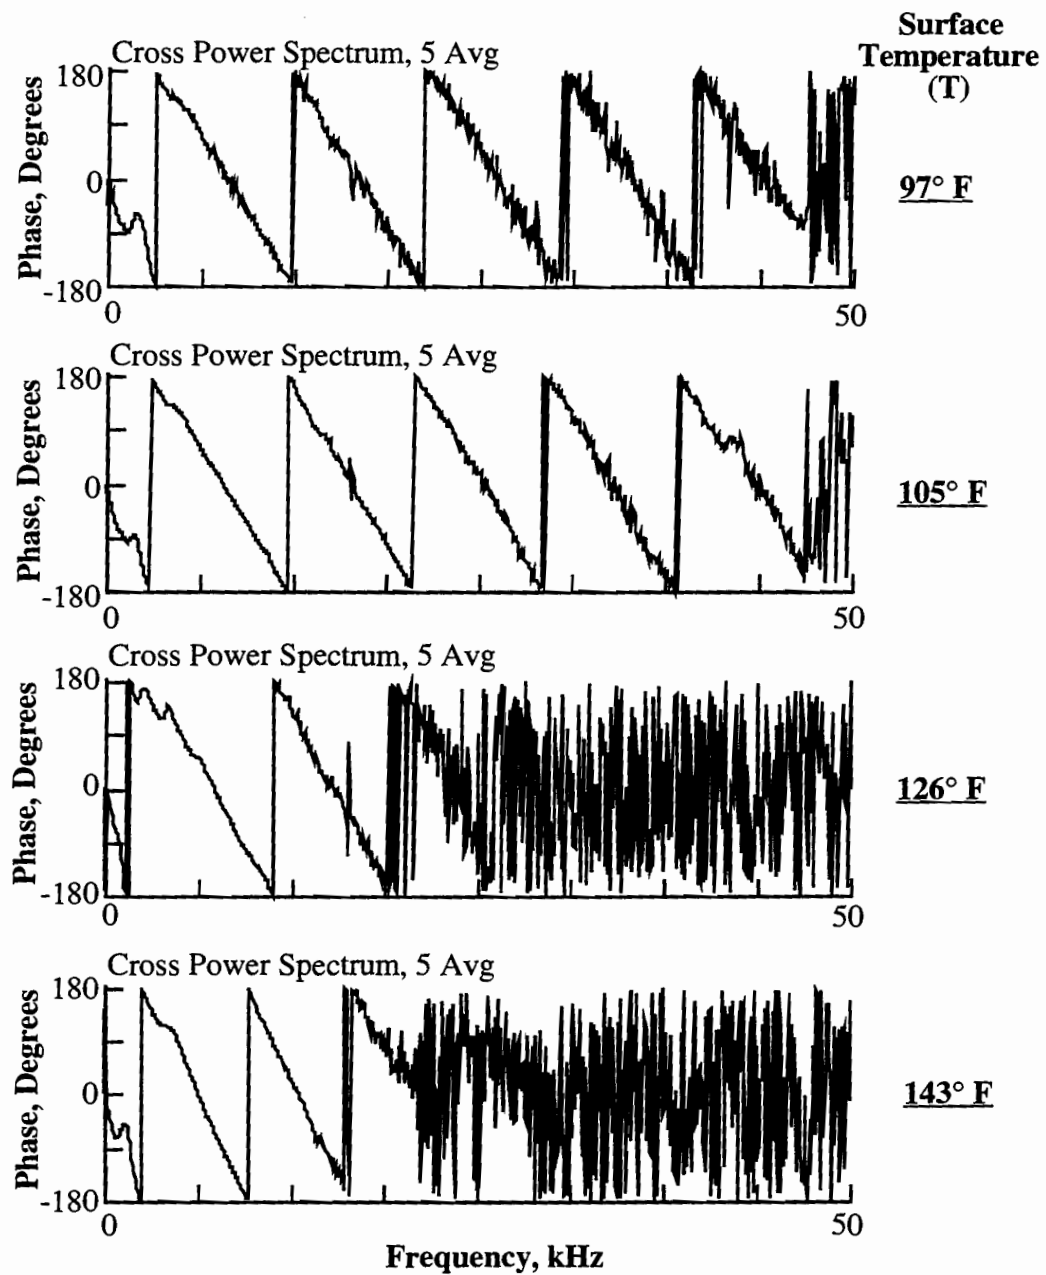 Surface
Temperature
(T)
Cross Power Spectrum, 5 Avg
180
0
-180
Phase, Degrees
0
50
97° F
Cross Power Spectrum, 5 Avg
180
0
-180
Phase, Degrees
0
50
105° F
Cross Power Spectrum, 5 Avg
180
0
-180
Phase, Degrees
0
50
126° F
Cross Power Spectrum, 5 Avg
180
0
-180
Phase, Degrees
0
50
143° F
Frequency, kHz